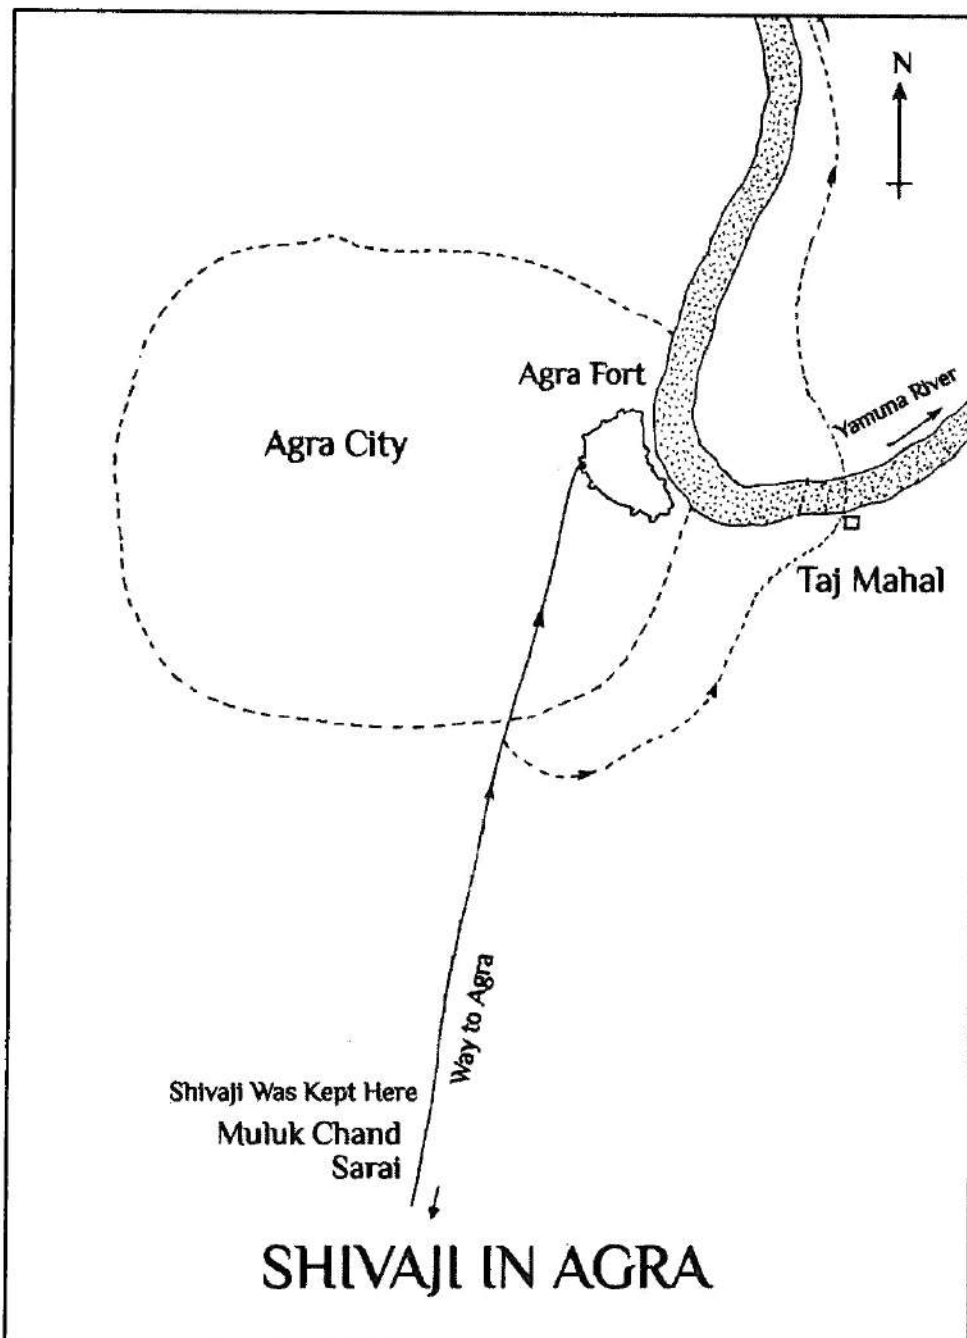 N
Agra Fort
Agra City
Yamuna River
Taj Mahal
Way to Agra
Shivaji Was Kept Here
Muluk Chand
Sarai
SHIVAJI IN AGRA